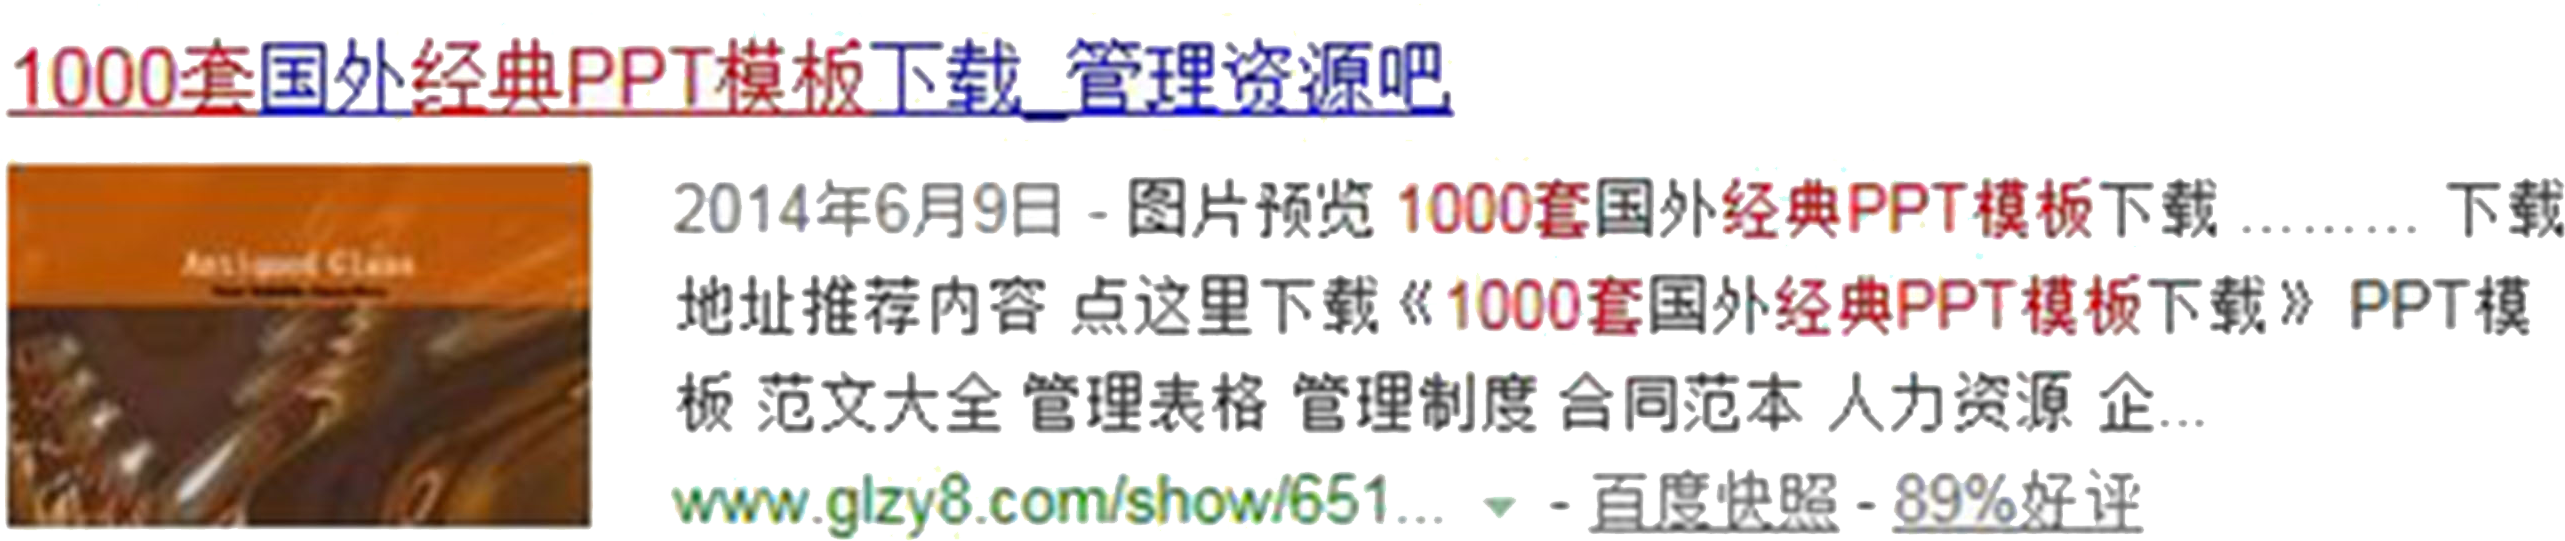 1000套国外经典PPT模板下载_管理资源吧
Antiqued Glass
2014年6月9日 - 图片预览 1000套国外经典PPT模板下载 ……… 下载
地址推荐内容 点这里下载《1000套国外经典PPT模板下载》 PPT模
板 范文大全 管理表格 管理制度 合同范本 人力资源 企...
www.glzy8.com/show/651... - 百度快照 - 89%好评